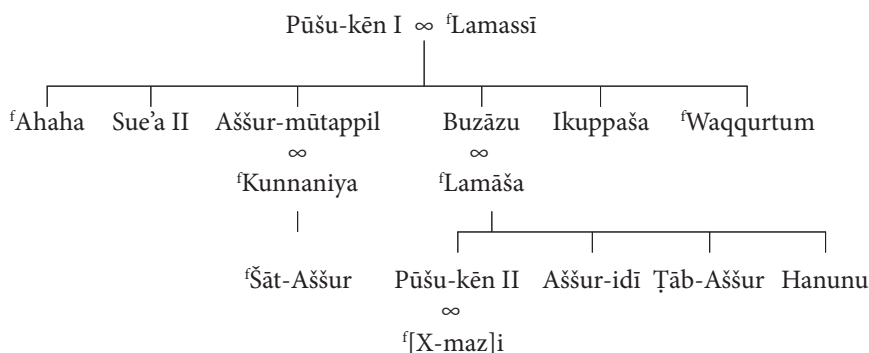 Pūšu-kēn I ∞ ᶠLamassī
ᶠAhaha Sue’a II Aššur-mūtappil Buzāzu Ikuppaša ᶠWaqqurtum
∞ ∞
ᶠKunnaniya ᶠLamāša
ᶠŠāt-Aššur Pūšu-kēn II Aššur-idī Ṭāb-Aššur Hanunu
∞
ᶠ[X-maz]i